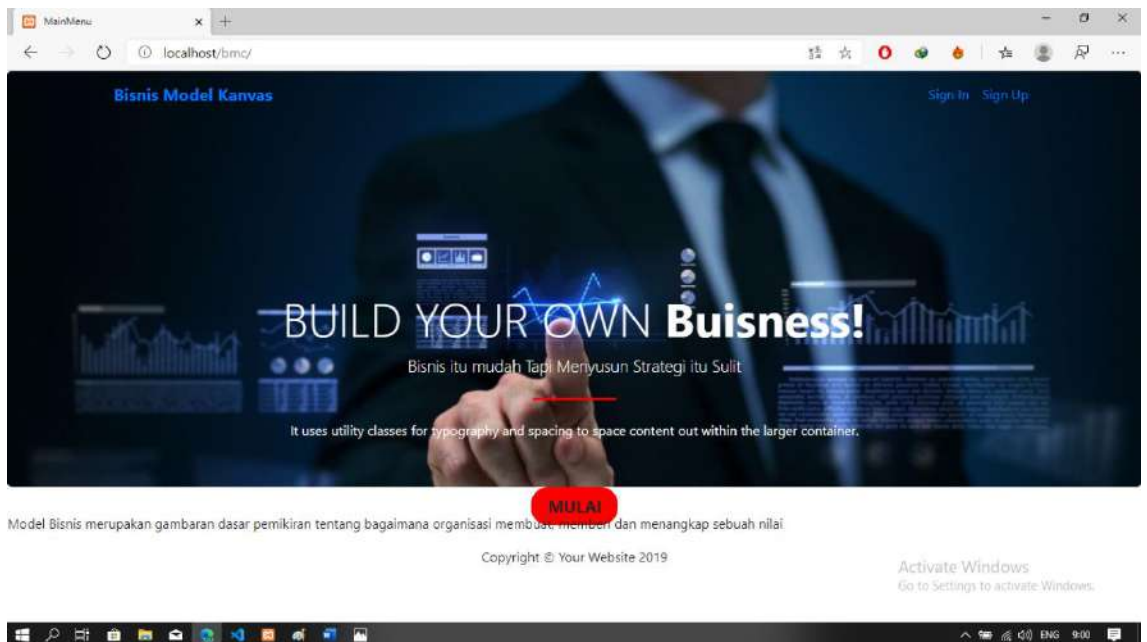 MainMenu
localhost/bmc/
Bisnis Model Kanvas
Sign In Sign Up
BUILD YOUR OWN Buisness!
Bisnis itu mudah Tapi Menyusun Strategi itu Sulit
It uses utility classes for typography and spacing to space content out within the larger container.
MULAI
Model Bisnis merupakan gambaran dasar pemikiran tentang bagaimana organisasi membuat, memberi dan menangkap sebuah nilai
Copyright © Your Website 2019
Activate Windows
Go to Settings to activate Windows.
ENG 9:00